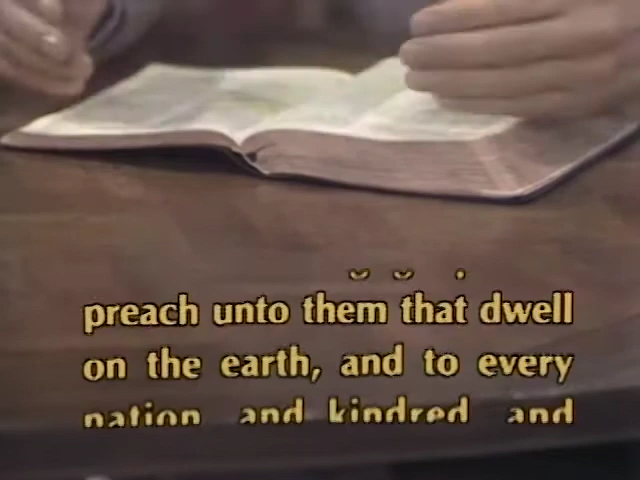 preach unto them that dwell
on the earth, and to every
nation and kindred and